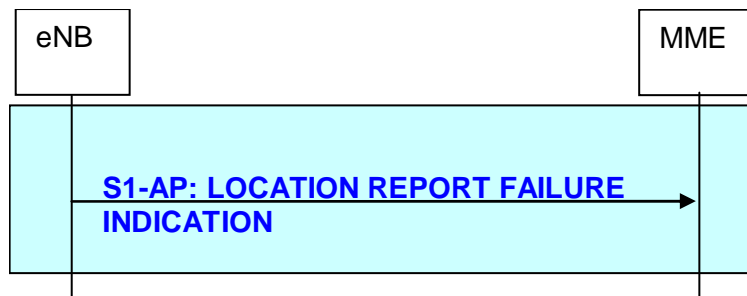 eNB
MME
S1-AP: LOCATION REPORT FAILURE
INDICATION